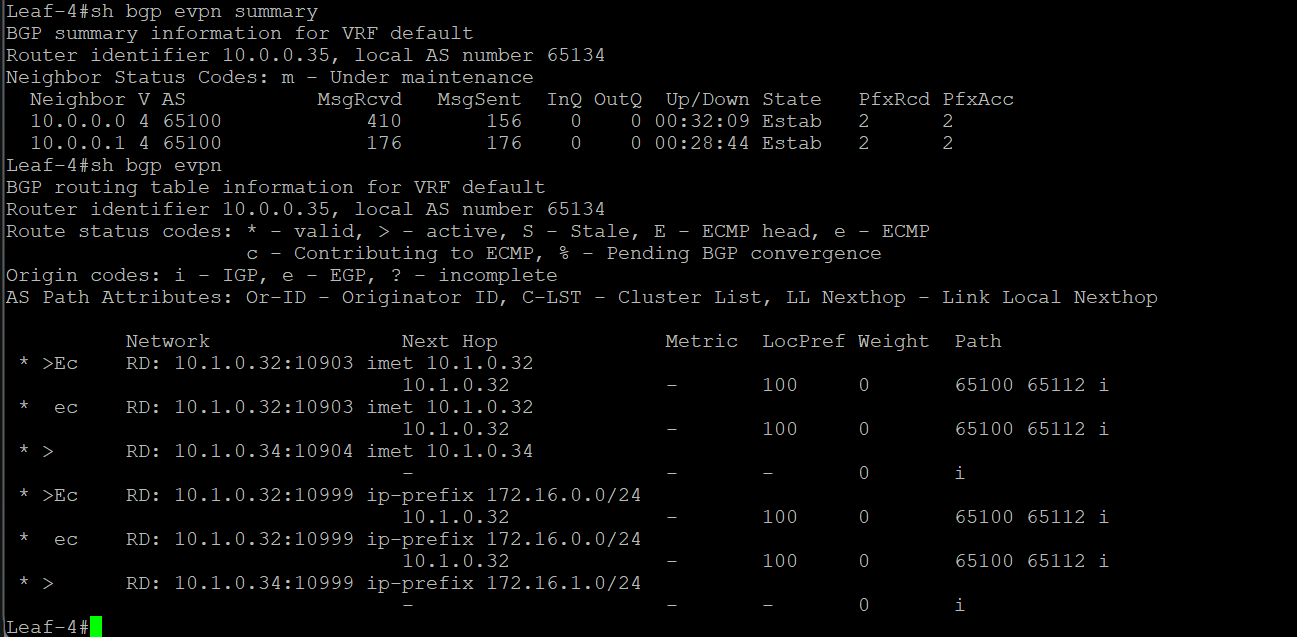 Leaf-4#sh bgp evpn summary
BGP summary information for VRF default
Router identifier 10.0.0.35, local AS number 65134
Neighbor Status Codes: m - Under maintenance
  Neighbor V AS           MsgRcvd   MsgSent  InQ OutQ  Up/Down State   PfxRcd PfxAcc
  10.0.0.0 4 65100            410       156    0    0 00:32:09 Estab   2      2
  10.0.0.1 4 65100            176       176    0    0 00:28:44 Estab   2      2
Leaf-4#sh bgp evpn
BGP routing table information for VRF default
Router identifier 10.0.0.35, local AS number 65134
Route status codes: * - valid, > - active, S - Stale, E - ECMP head, e - ECMP
                    c - Contributing to ECMP, % - Pending BGP convergence
Origin codes: i - IGP, e - EGP, ? - incomplete
AS Path Attributes: Or-ID - Originator ID, C-LST - Cluster List, LL Nexthop - Link Local Nexthop
          Network                Next Hop              Metric  LocPref Weight  Path
 * >Ec    RD: 10.1.0.32:10903 imet 10.1.0.32
                                 10.1.0.32             -       100     0       65100 65112 i
 *  ec    RD: 10.1.0.32:10903 imet 10.1.0.32
                                 10.1.0.32             -       100     0       65100 65112 i
 * >      RD: 10.1.0.34:10904 imet 10.1.0.34
                                 -                     -       -       0       i
 * >Ec    RD: 10.1.0.32:10999 ip-prefix 172.16.0.0/24
                                 10.1.0.32             -       100     0       65100 65112 i
 *  ec    RD: 10.1.0.32:10999 ip-prefix 172.16.0.0/24
                                 10.1.0.32             -       100     0       65100 65112 i
 * >      RD: 10.1.0.34:10999 ip-prefix 172.16.1.0/24
                                 -                     -       -       0       i
Leaf-4#